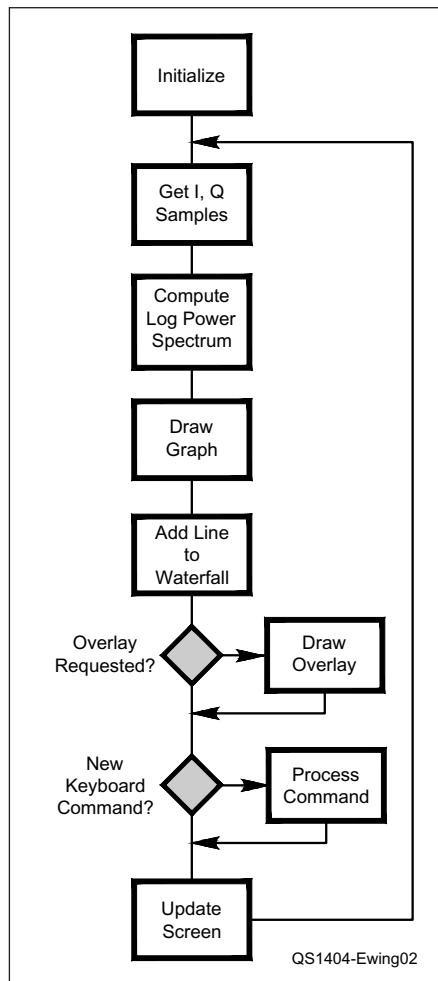 Initialize
Get I, Q
Samples
Compute
Log Power
Spectrum
Draw
Graph
Add Line
to
Waterfall
Overlay
Requested?
Draw
Overlay
New
Keyboard
Command?
Process
Command
Update
Screen
QS1404-Ewing02